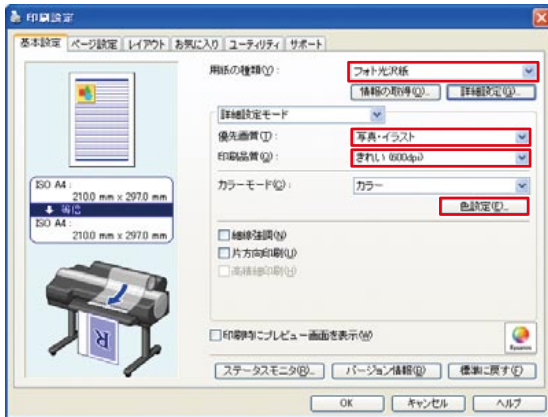 印刷設定
基本設定 ページ設定 レイアウト お気に入り ユーティリティ サポート
用紙の種類(Y): フォト光沢紙
情報の取得(Q)... 詳細設定(G)...
詳細設定モード
優先画質(T): 写真・イラスト
印刷品質(Q): きれい (600dpi)
カラーモード(C): カラー
色設定(E)...
ISO A4 :
210.0 mm x 297.0 mm
等倍
ISO A4 :
210.0 mm x 297.0 mm
細線強調(N)
片方向印刷(U)
高精細印刷(U)
R
印刷時にプレビュー画面を表示(W)
ステータスモニタ(B)... バージョン情報(O) 標準に戻す(F)
OK キャンセル ヘルプ